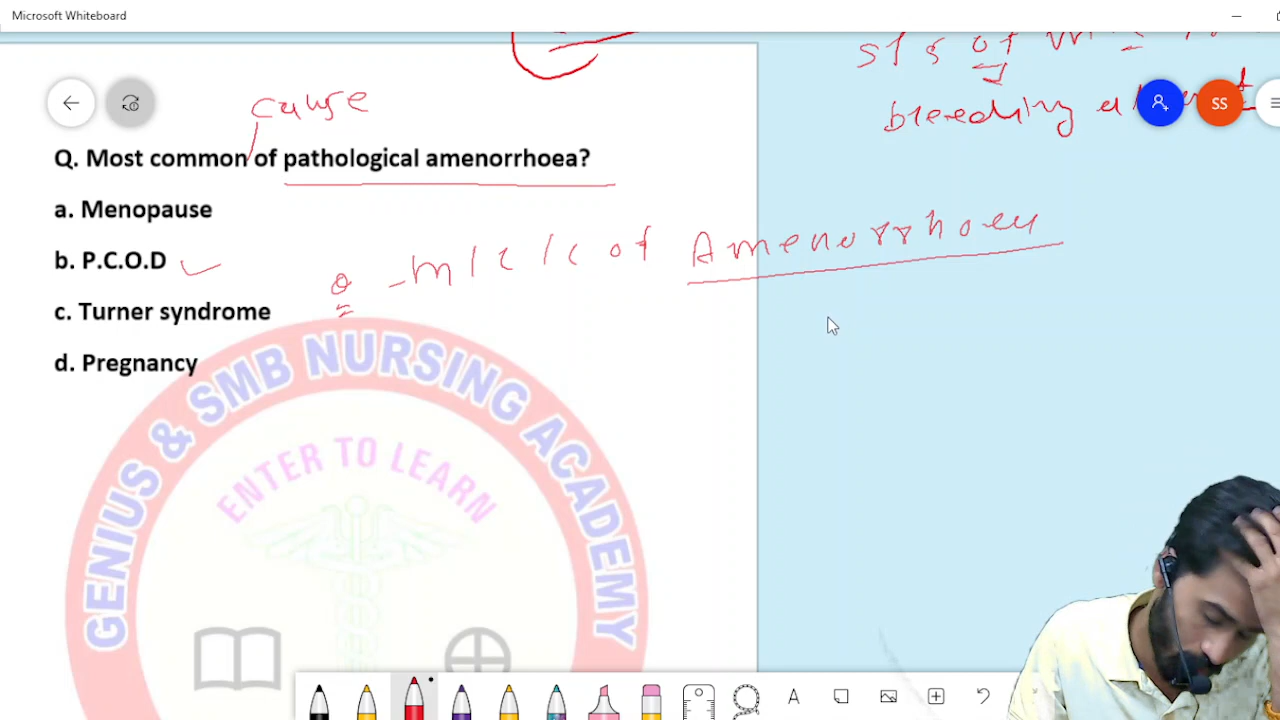 Microsoft Whiteboard
SS
bleeding
cause
Q. Most common of pathological amenorrhoea?
a. Menopause
b. P.C.O.D
Q - m/c/c of Amenorrhoea
c. Turner syndrome
d. Pregnancy
GENIUS & SMB NURSING ACADEMY
ENTER TO LEARN
A